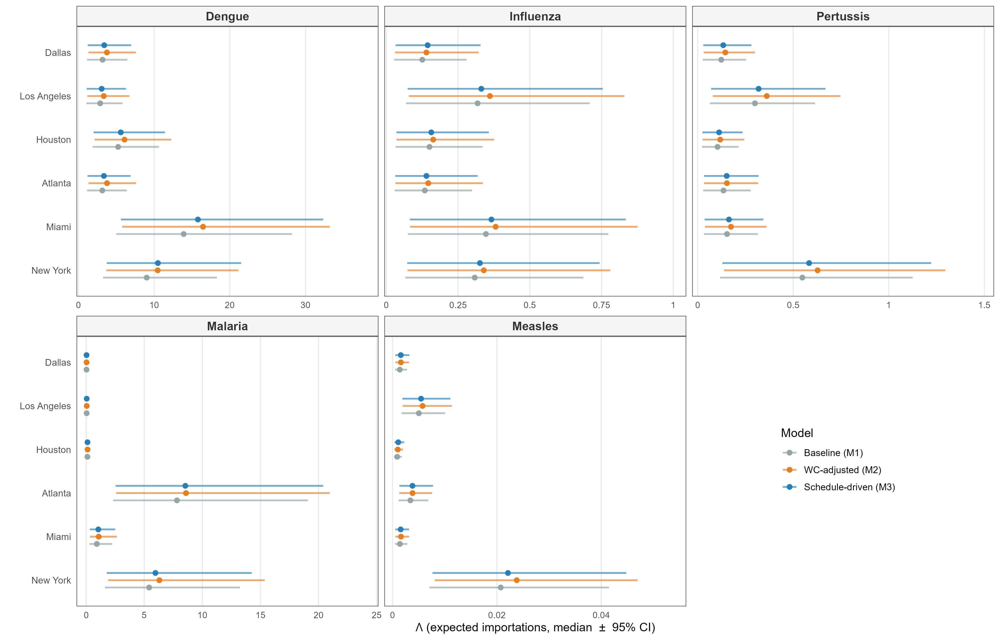 Dengue
Influenza
Pertussis
Dallas
Los Angeles
Houston
Atlanta
Miami
New York
0 10 20 30
0 0.25 0.5 0.75 1
0 0.5 1 1.5
Malaria
Measles
Dallas
Los Angeles
Houston
Atlanta
Miami
New York
0 5 10 15 20 25
0 0.02 0.04
Λ (expected importations, median ± 95% CI)
Model
Baseline (M1)
WC-adjusted (M2)
Schedule-driven (M3)